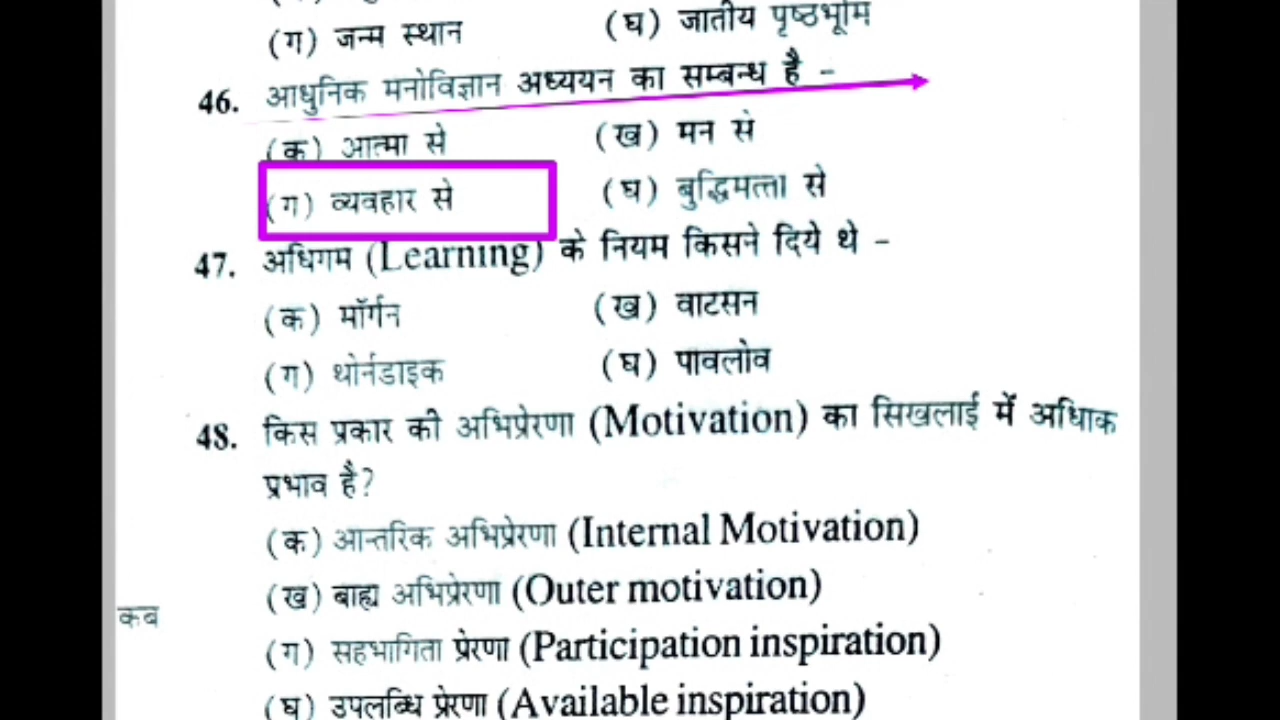 (ग) जन्म स्थान (घ) जातीय पृष्ठभूमि
46. आधुनिक मनोविज्ञान अध्ययन का सम्बन्ध है -
(क) आत्मा से (ख) मन से
(ग) व्यवहार से (घ) बुद्धिमत्ता से
47. अधिगम (Learning) के नियम किसने दिये थे -
(क) मॉर्गन (ख) वाटसन
(ग) थोर्नडाइक (घ) पावलोव
48. किस प्रकार की अभिप्रेरणा (Motivation) का सिखलाई में अधिाक
प्रभाव है?
(क) आन्तरिक अभिप्रेरणा (Internal Motivation)
(ख) बाह्य अभिप्रेरणा (Outer motivation)
कब
(ग) सहभागिता प्रेरणा (Participation inspiration)
(घ) उपलब्धि प्रेरणा (Available inspiration)